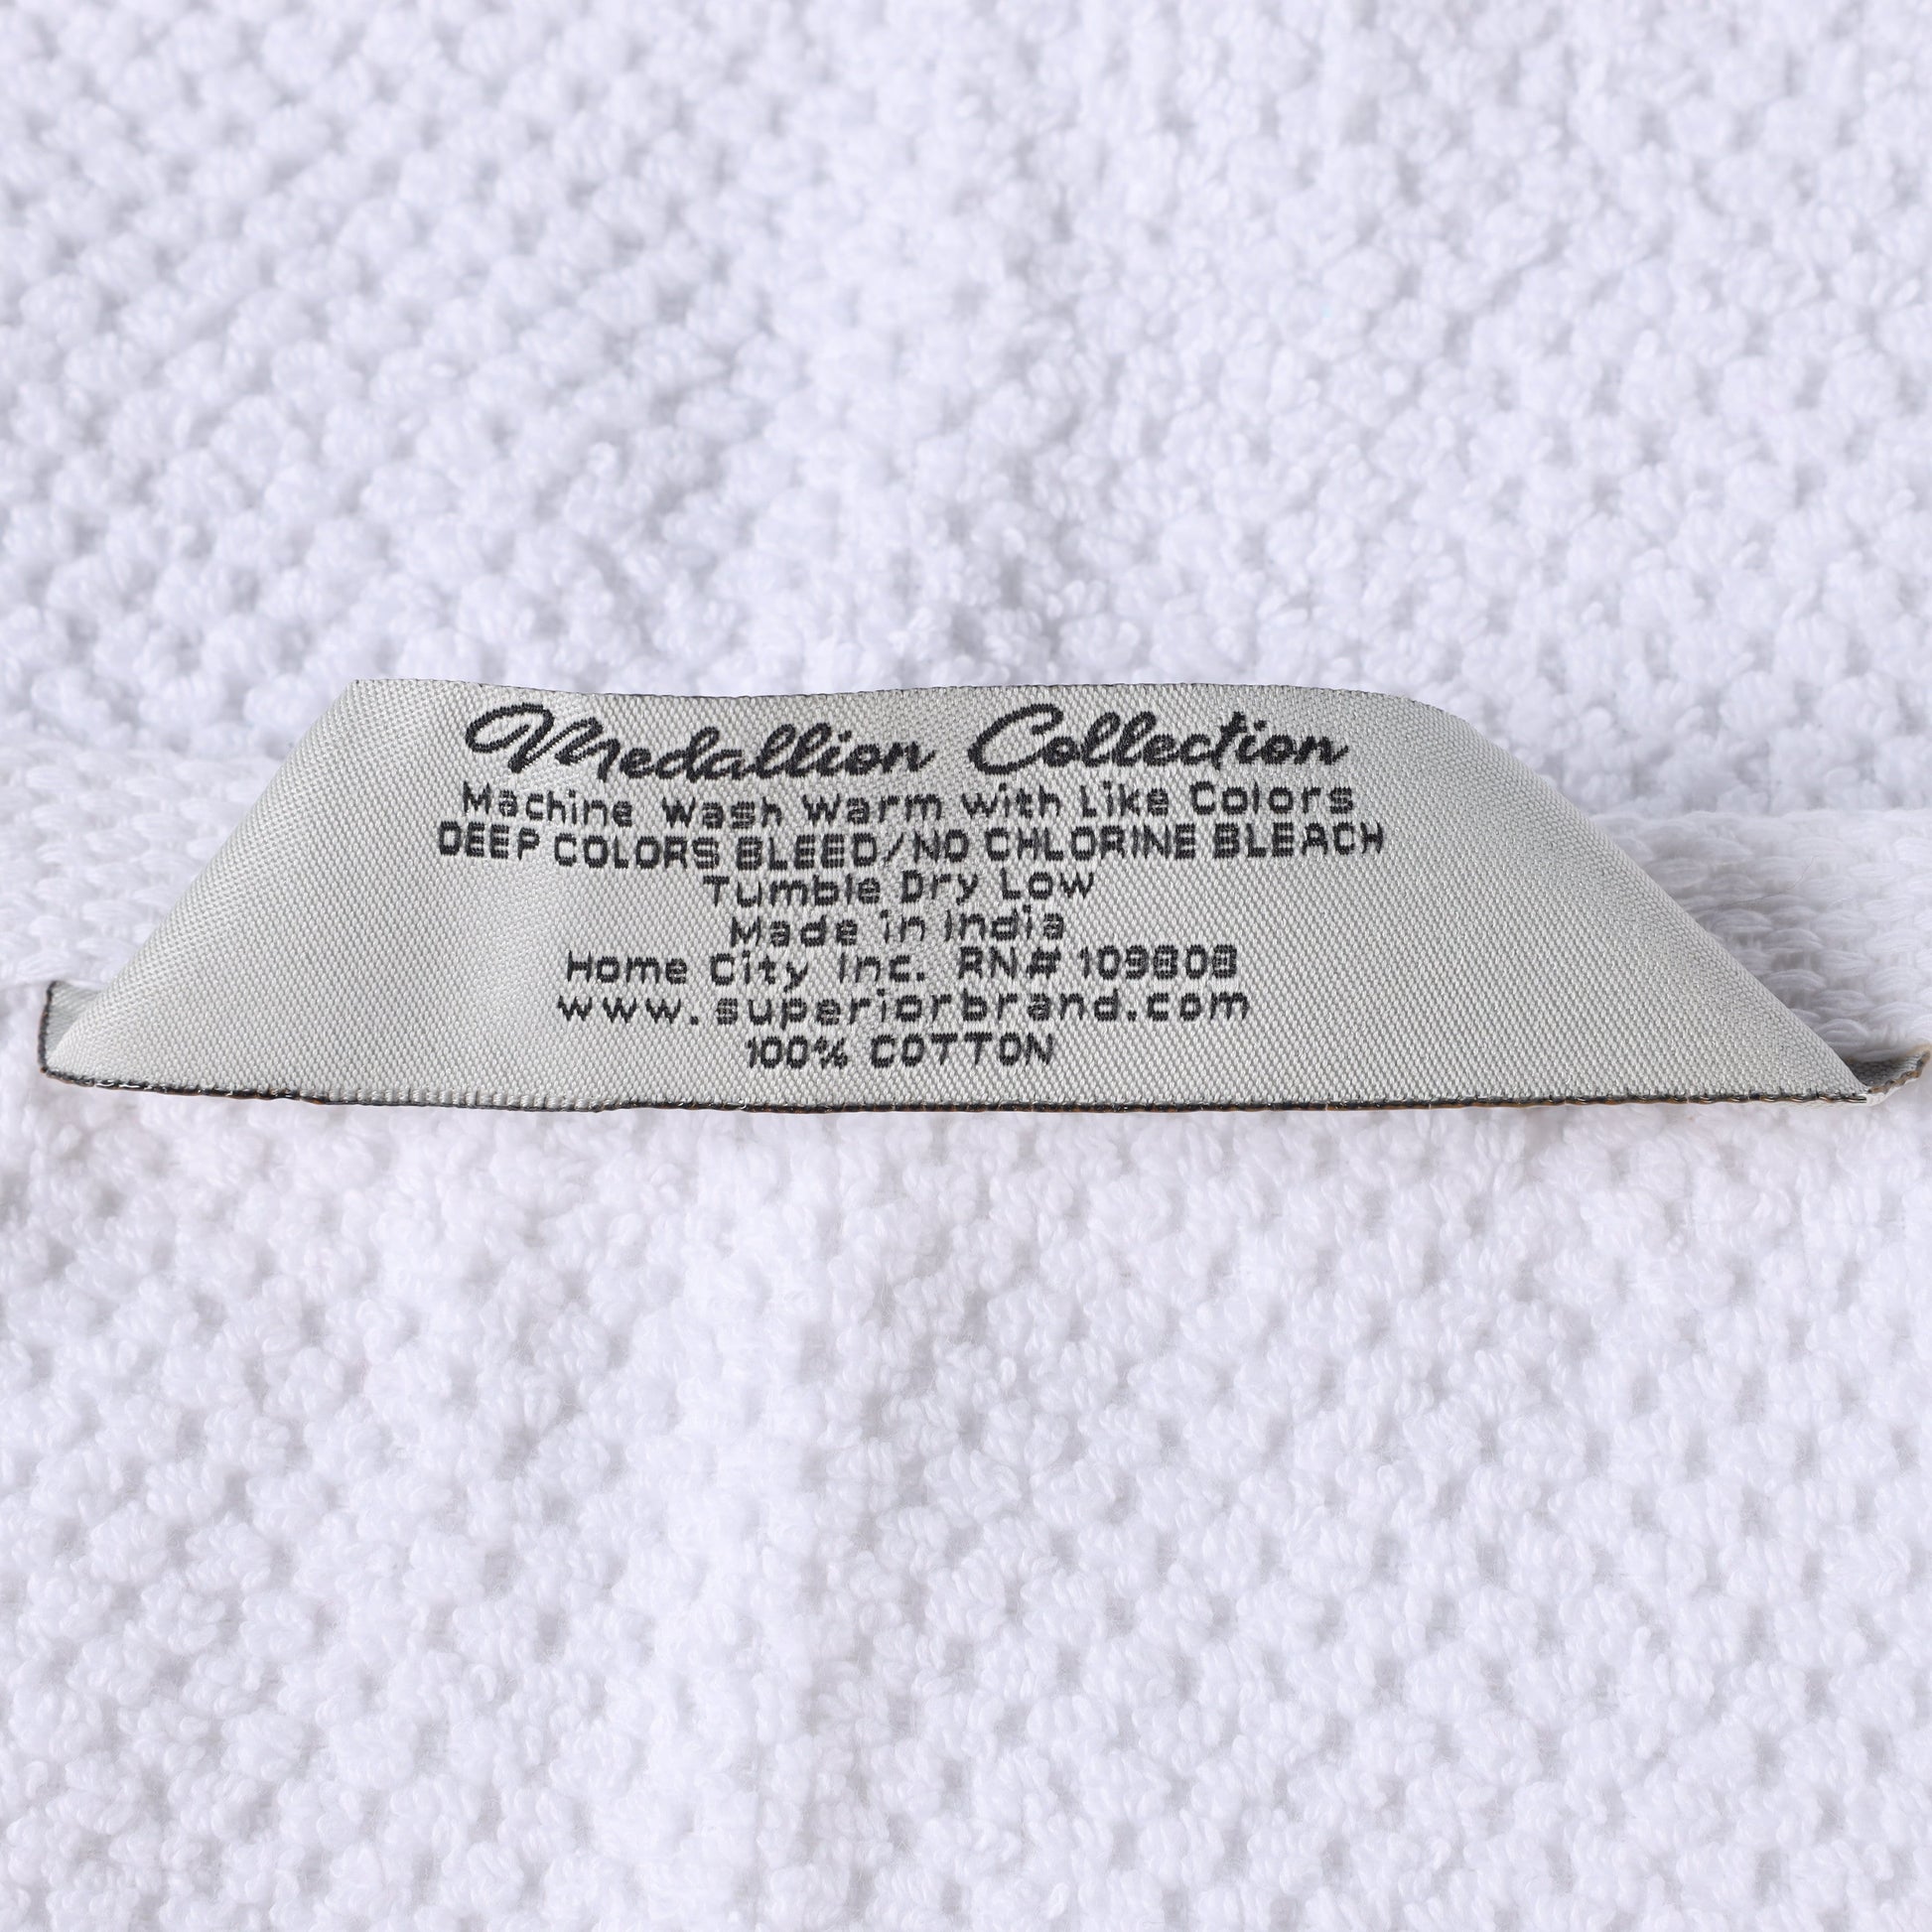 Medallion Collection
Machine Wash Warm with Like Colors
DEEP COLORS BLEED/NO CHLORINE BLEACH
Tumble Dry Low
Made in India
Home City Inc. RN# 109808
www.superiorbrand.com
100% COTTON